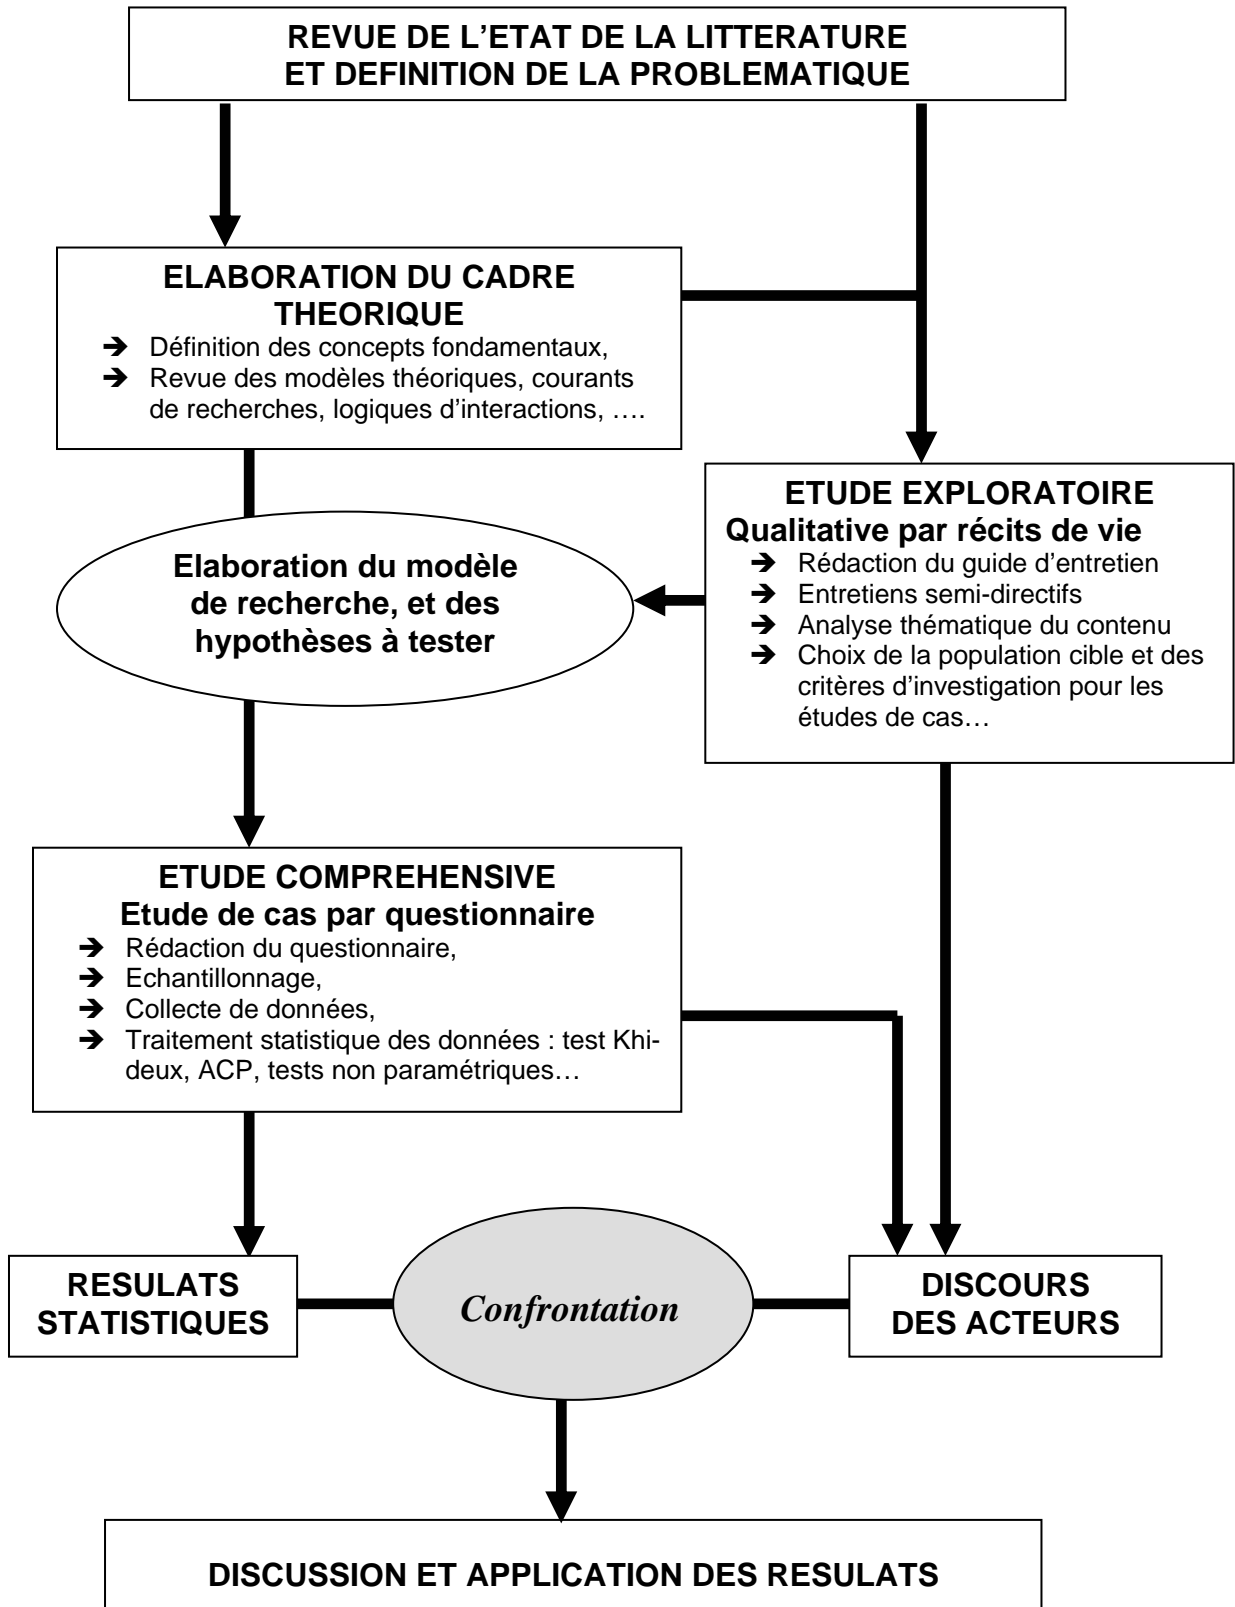 REVUE DE L’ETAT DE LA LITTERATURE
ET DEFINITION DE LA PROBLEMATIQUE
ELABORATION DU CADRE
THEORIQUE
➔ Définition des concepts fondamentaux,
➔ Revue des modèles théoriques, courants
de recherches, logiques d’interactions, ….
ETUDE EXPLORATOIRE
Qualitative par récits de vie
➔ Rédaction du guide d’entretien
➔ Entretiens semi-directifs
➔ Analyse thématique du contenu
➔ Choix de la population cible et des
critères d’investigation pour les
études de cas…
Elaboration du modèle
de recherche, et des
hypothèses à tester
ETUDE COMPREHENSIVE
Etude de cas par questionnaire
➔ Rédaction du questionnaire,
➔ Echantillonnage,
➔ Collecte de données,
➔ Traitement statistique des données : test Khi-
deux, ACP, tests non paramétriques…
RESULATS
STATISTIQUES
Confrontation
DISCOURS
DES ACTEURS
DISCUSSION ET APPLICATION DES RESULATS